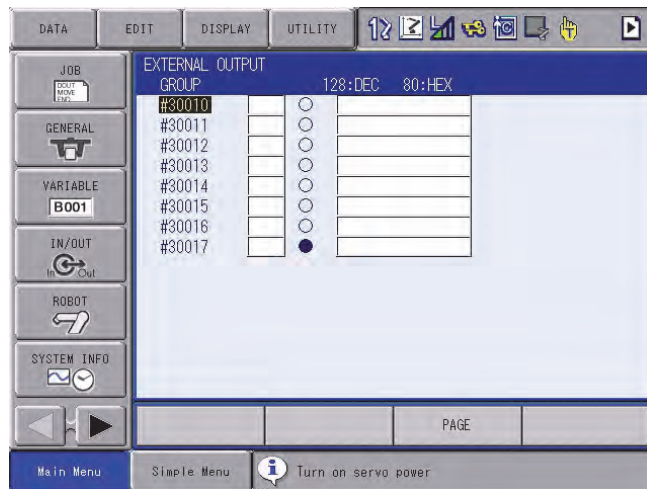 DATA EDIT DISPLAY UTILITY
JOB
DOUT
MOVE
END
GENERAL
VARIABLE
B001
IN/OUT
In Out
ROBOT
SYSTEM INFO
EXTERNAL OUTPUT
GROUP 128:DEC 80:HEX
#30010
#30011
#30012
#30013
#30014
#30015
#30016
#30017
PAGE
Main Menu Simple Menu Turn on servo power